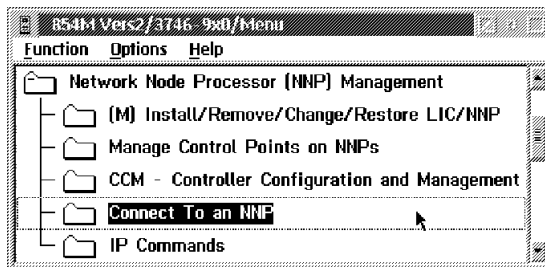 854M Vers2/3746-9x0/Menu
Function Options Help
Network Node Processor (NNP) Management
(M) Install/Remove/Change/Restore LIC/NNP
Manage Control Points on NNPs
CCM - Controller Configuration and Management
Connect To an NNP
IP Commands